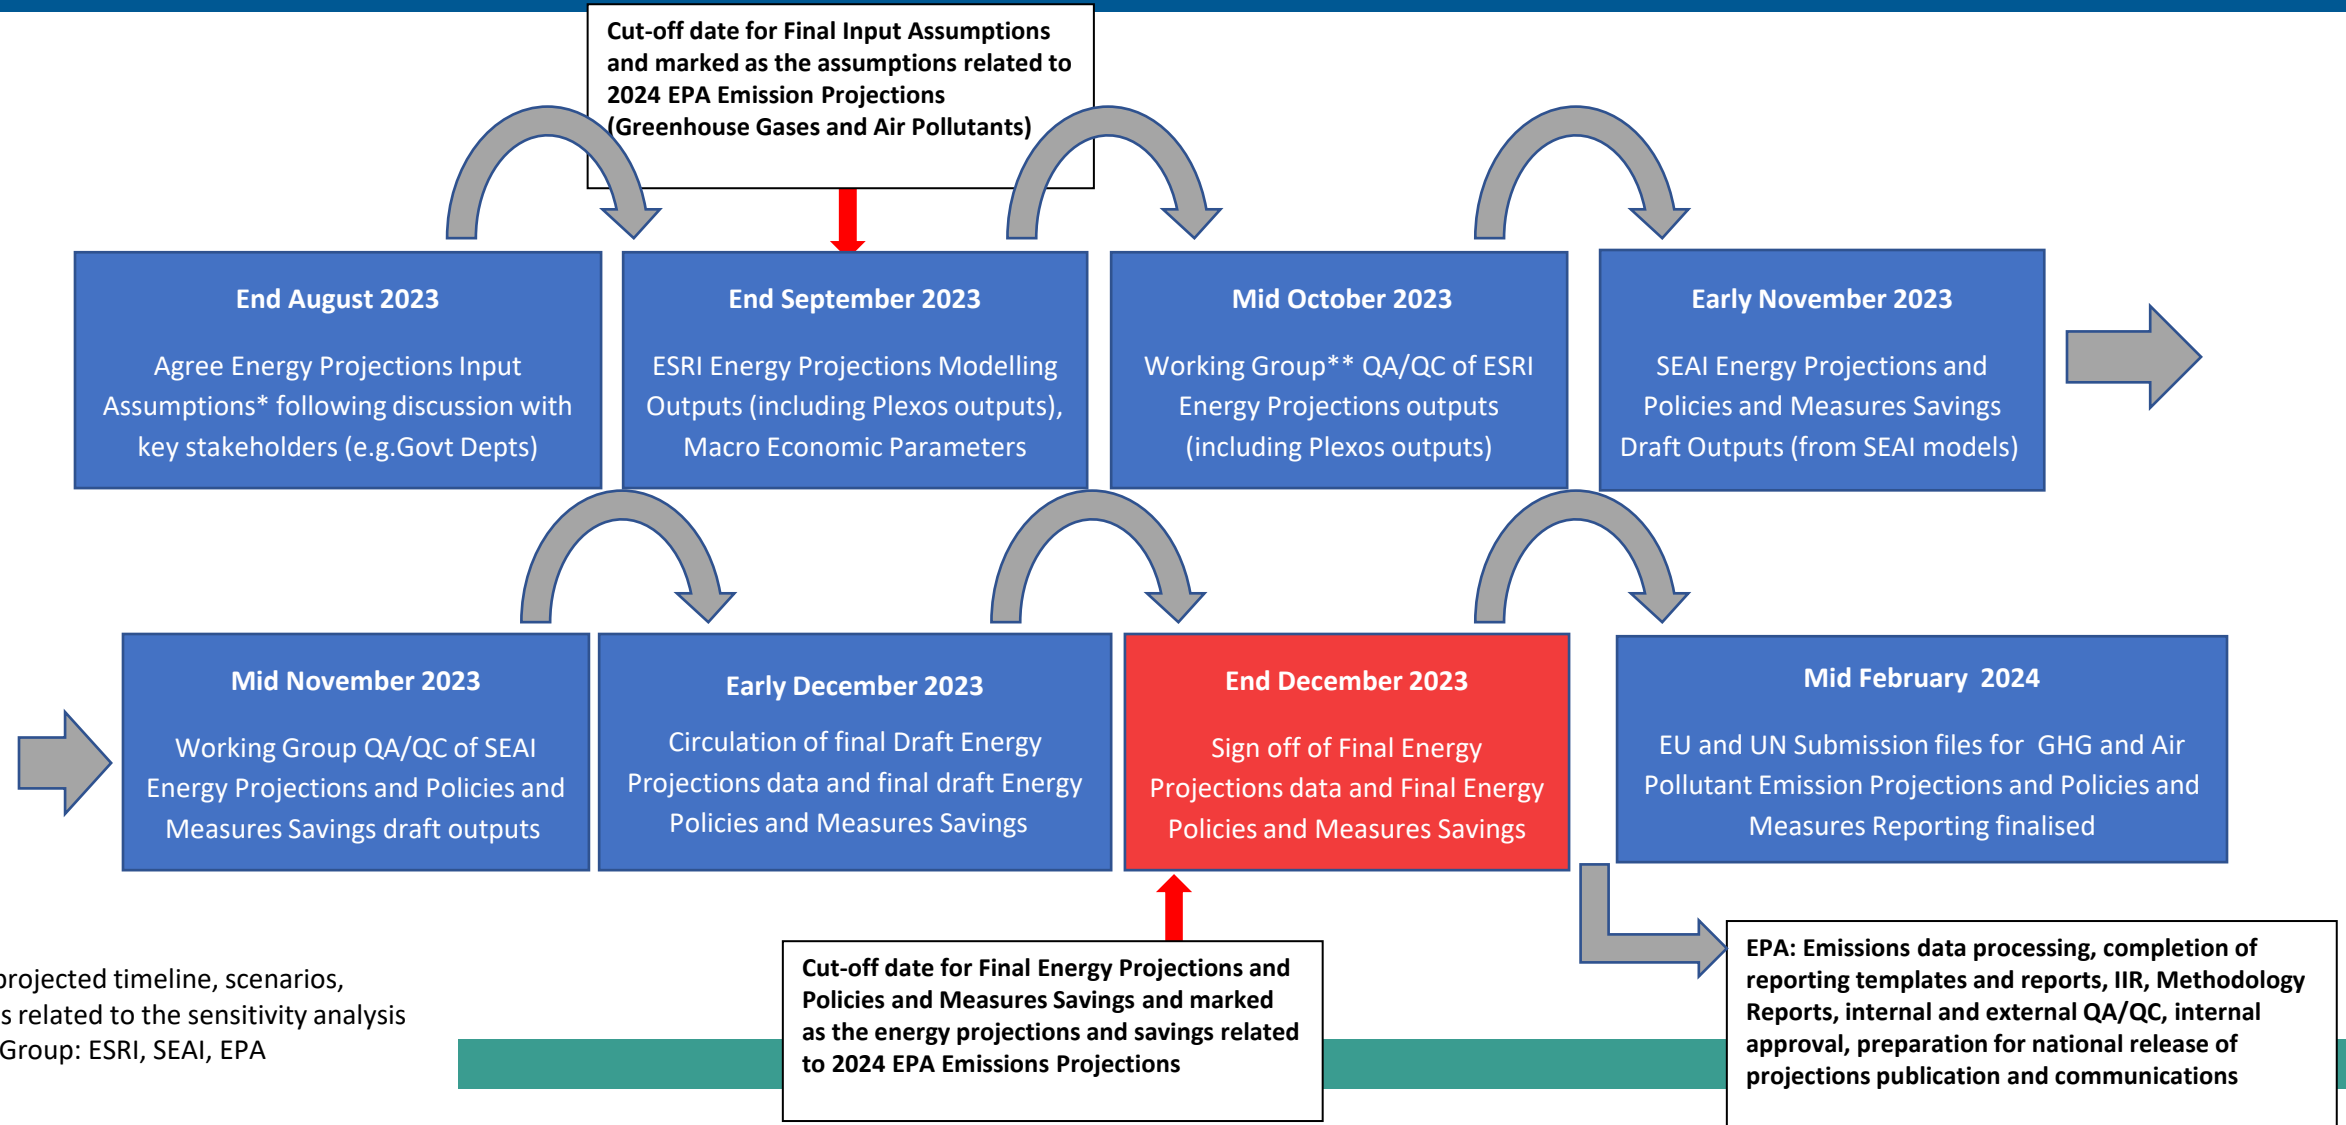 Cut-off date for Final Input Assumptions
and marked as the assumptions related to
2024 EPA Emission Projections
(Greenhouse Gases and Air Pollutants)
End August 2023
Agree Energy Projections Input
Assumptions* following discussion with
key stakeholders (e.g.Govt Depts)
End September 2023
ESRI Energy Projections Modelling
Outputs (including Plexos outputs),
Macro Economic Parameters
Mid October 2023
Working Group** QA/QC of ESRI
Energy Projections outputs
(including Plexos outputs)
Early November 2023
SEAI Energy Projections and
Policies and Measures Savings
Draft Outputs (from SEAI models)
Mid November 2023
Working Group QA/QC of SEAI
Energy Projections and Policies and
Measures Savings draft outputs
Early December 2023
Circulation of final Draft Energy
Projections data and final draft Energy
Policies and Measures Savings
End December 2023
Sign off of Final Energy
Projections data and Final Energy
Policies and Measures Savings
Mid February 2024
EU and UN Submission files for GHG and Air
Pollutant Emission Projections and Policies and
Measures Reporting finalised
projected timeline, scenarios,
s related to the sensitivity analysis
Group: ESRI, SEAI, EPA
Cut-off date for Final Energy Projections and
Policies and Measures Savings and marked
as the energy projections and savings related
to 2024 EPA Emissions Projections
EPA: Emissions data processing, completion of
reporting templates and reports, IIR, Methodology
Reports, internal and external QA/QC, internal
approval, preparation for national release of
projections publication and communications